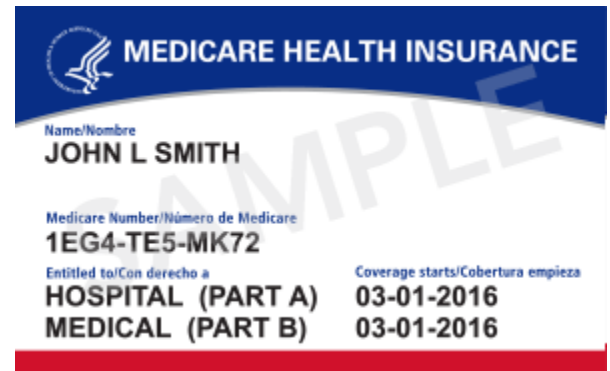 MEDICARE HEALTH INSURANCE
Name/Nombre
JOHN L SMITH
Medicare Number/Número de Medicare
1EG4-TE5-MK72
Entitled to/Con derecho a Coverage starts/Cobertura empieza
HOSPITAL (PART A) 03-01-2016
MEDICAL (PART B) 03-01-2016
SAMPLE